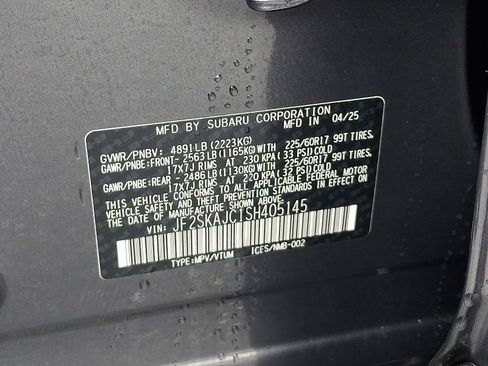 MFD BY SUBARU CORPORATION IN 04/25
GVWR/PNBV: 4891LB(2223KG)
GAWR/PNBE:FRONT- 2563LB(1165KG)WITH 225/60R17 99T TIRES,
17X7J RIMS AT 230 KPA(33 PSI)COLD
GAWR/PNBE:REAR -2486LB(1130KG)WITH 225/60R17 99T TIRES,
17X7J RIMS AT 220 KPA(32 PSI)COLD
THIS VEHICLE CONFORMS TO ALL APPLICABLE FEDERAL MOTOR
VEHICLE SAFETY AND THEFT PREVENTION STANDARDS IN EFFECT
ON THE DATE OF MANUFACTURE SHOWN ABOVE.
VIN: JF2SKAJC1SH405145
TYPE:MPV/VTUM ICES/NMB-002